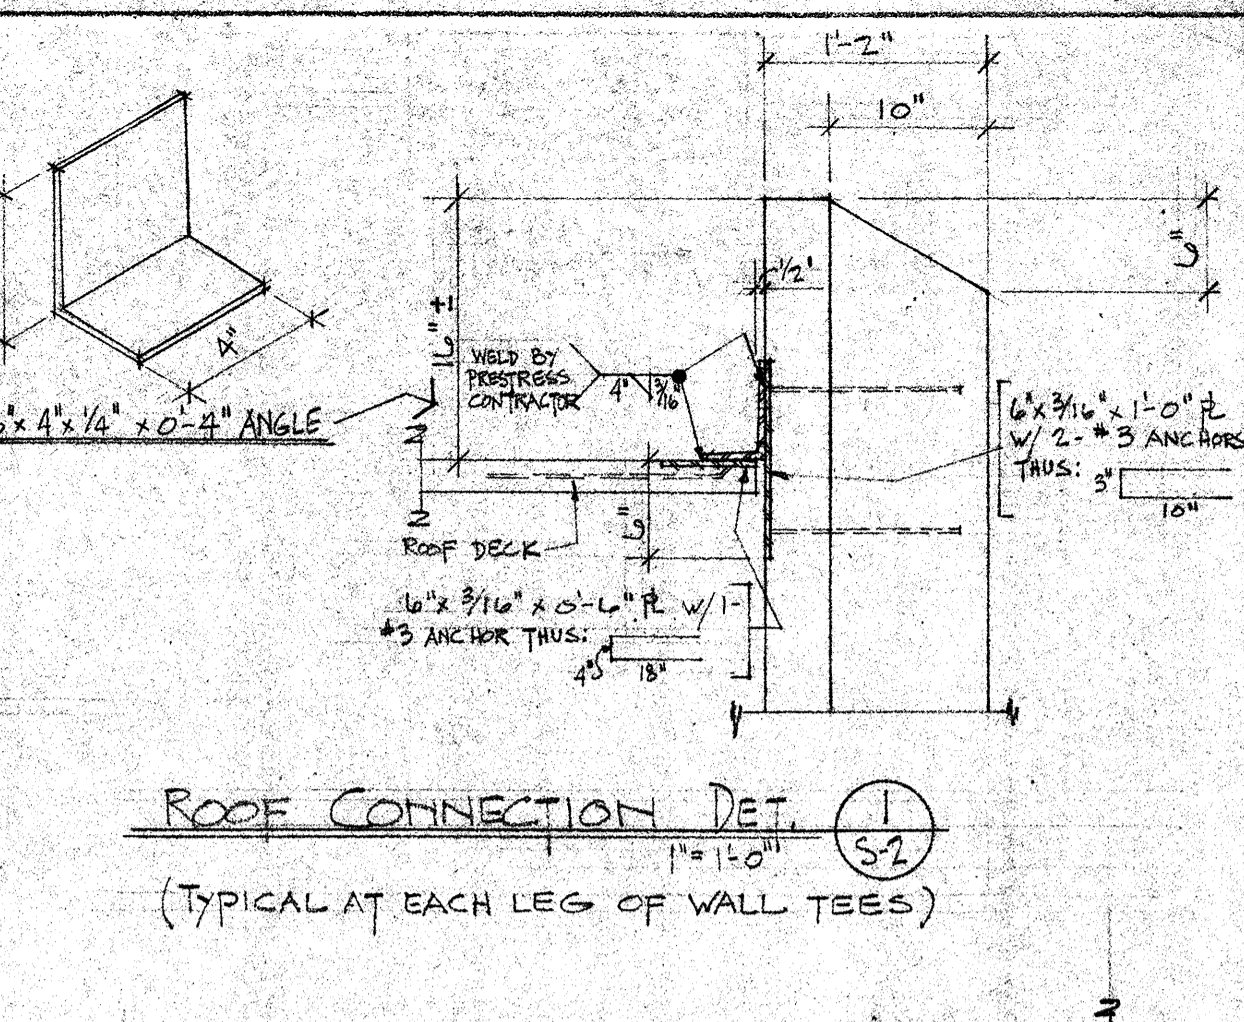 1'-2"
10"
6"
1/2"
16"±
4"
WELD BY
PRESTRESS
CONTRACTOR
4"
3/16"
"x 4"x 1/4" x 0'-4" ANGLE
6"x 3/16"x 1'-0" PL
W/ 2- #3 ANCHORS
THUS:
3"
10"
6"
ROOF DECK
6"x 3/16" x 0'-6" PL W/ 1-
#3 ANCHOR THUS:
4"
18"
ROOF CONNECTION DET.
1
S-2
1"= 1'-0"
(TYPICAL AT EACH LEG OF WALL TEES)